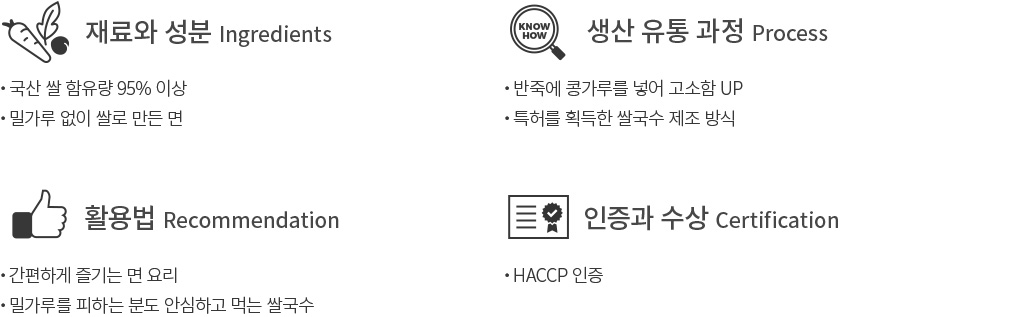 재료와 성분 Ingredients
• 국산 쌀 함유량 95% 이상
• 밀가루 없이 쌀로 만든 면
KNOW
HOW
생산 유통 과정 Process
• 반죽에 콩가루를 넣어 고소함 UP
• 특허를 획득한 쌀국수 제조 방식
활용법 Recommendation
• 간편하게 즐기는 면 요리
• 밀가루를 피하는 분도 안심하고 먹는 쌀국수
인증과 수상 Certification
• HACCP 인증